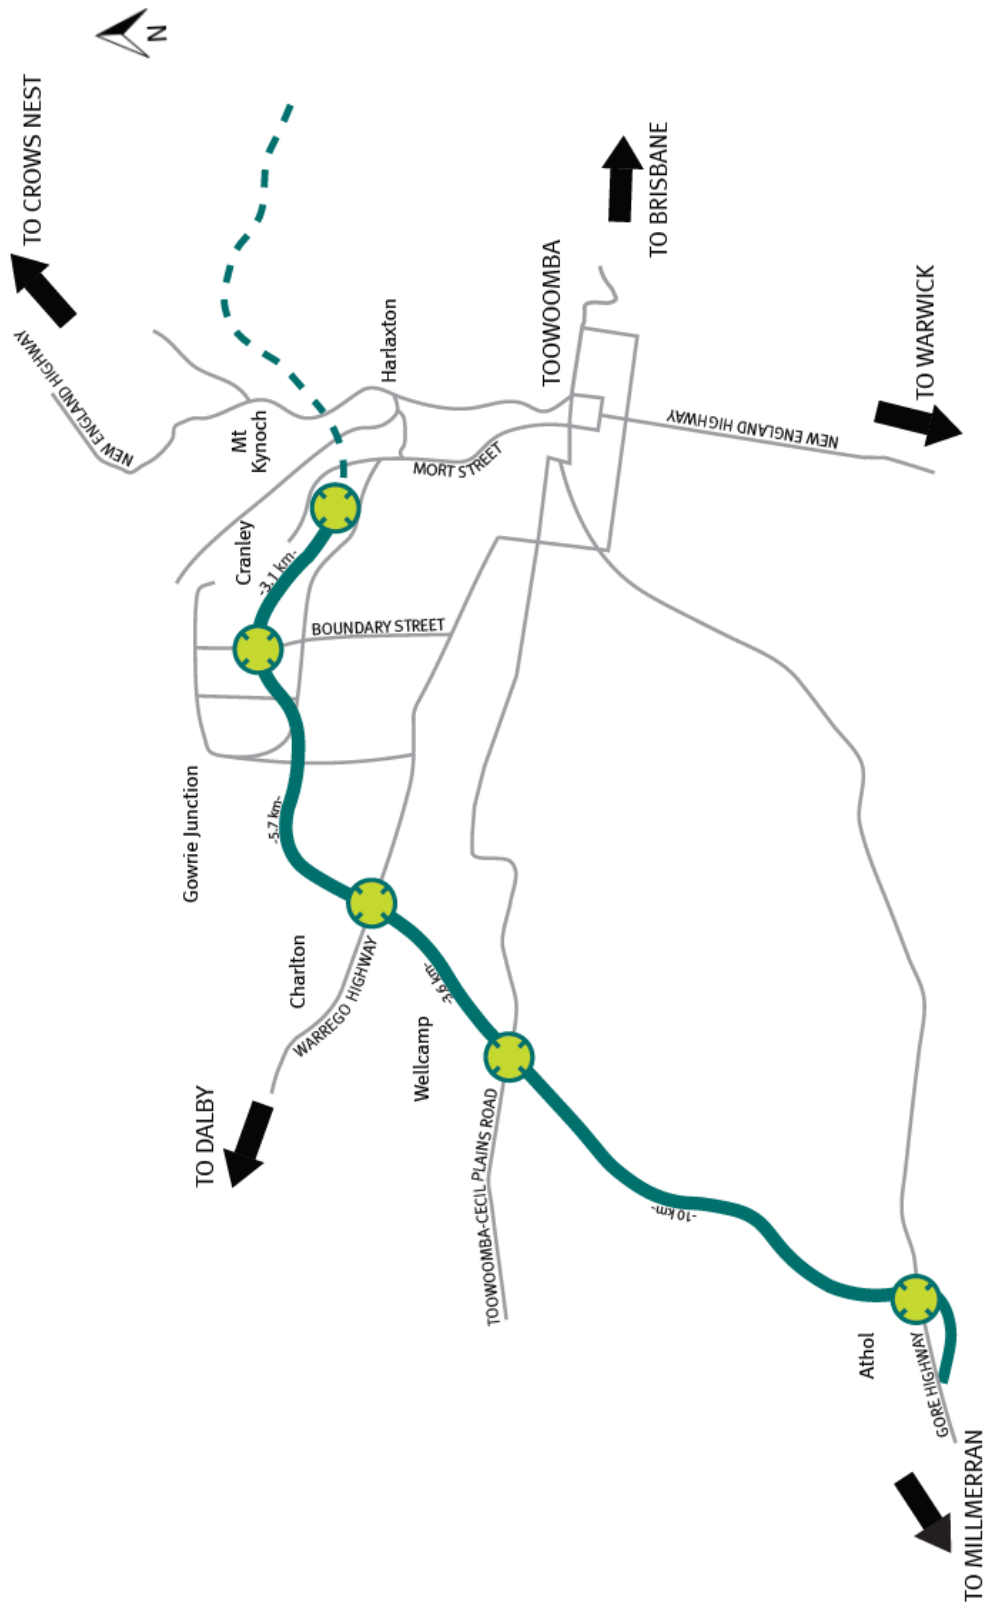 N
TO CROWS NEST
NEW ENGLAND HIGHWAY
TO BRISBANE
TOOWOOMBA
Harlaxton
Mt
Kynoch
TO WARWICK
NEW ENGLAND HIGHWAY
MORT STREET
Cranley
-3.1 km-
BOUNDARY STREET
Gowrie Junction
-5.7 km-
Charlton
WARREGO HIGHWAY
-3.6 km-
Wellcamp
TO DALBY
TOOWOOMBA-CECIL PLAINS ROAD
-10 km-
Athol
GORE HIGHWAY
TO MILLMERRAN